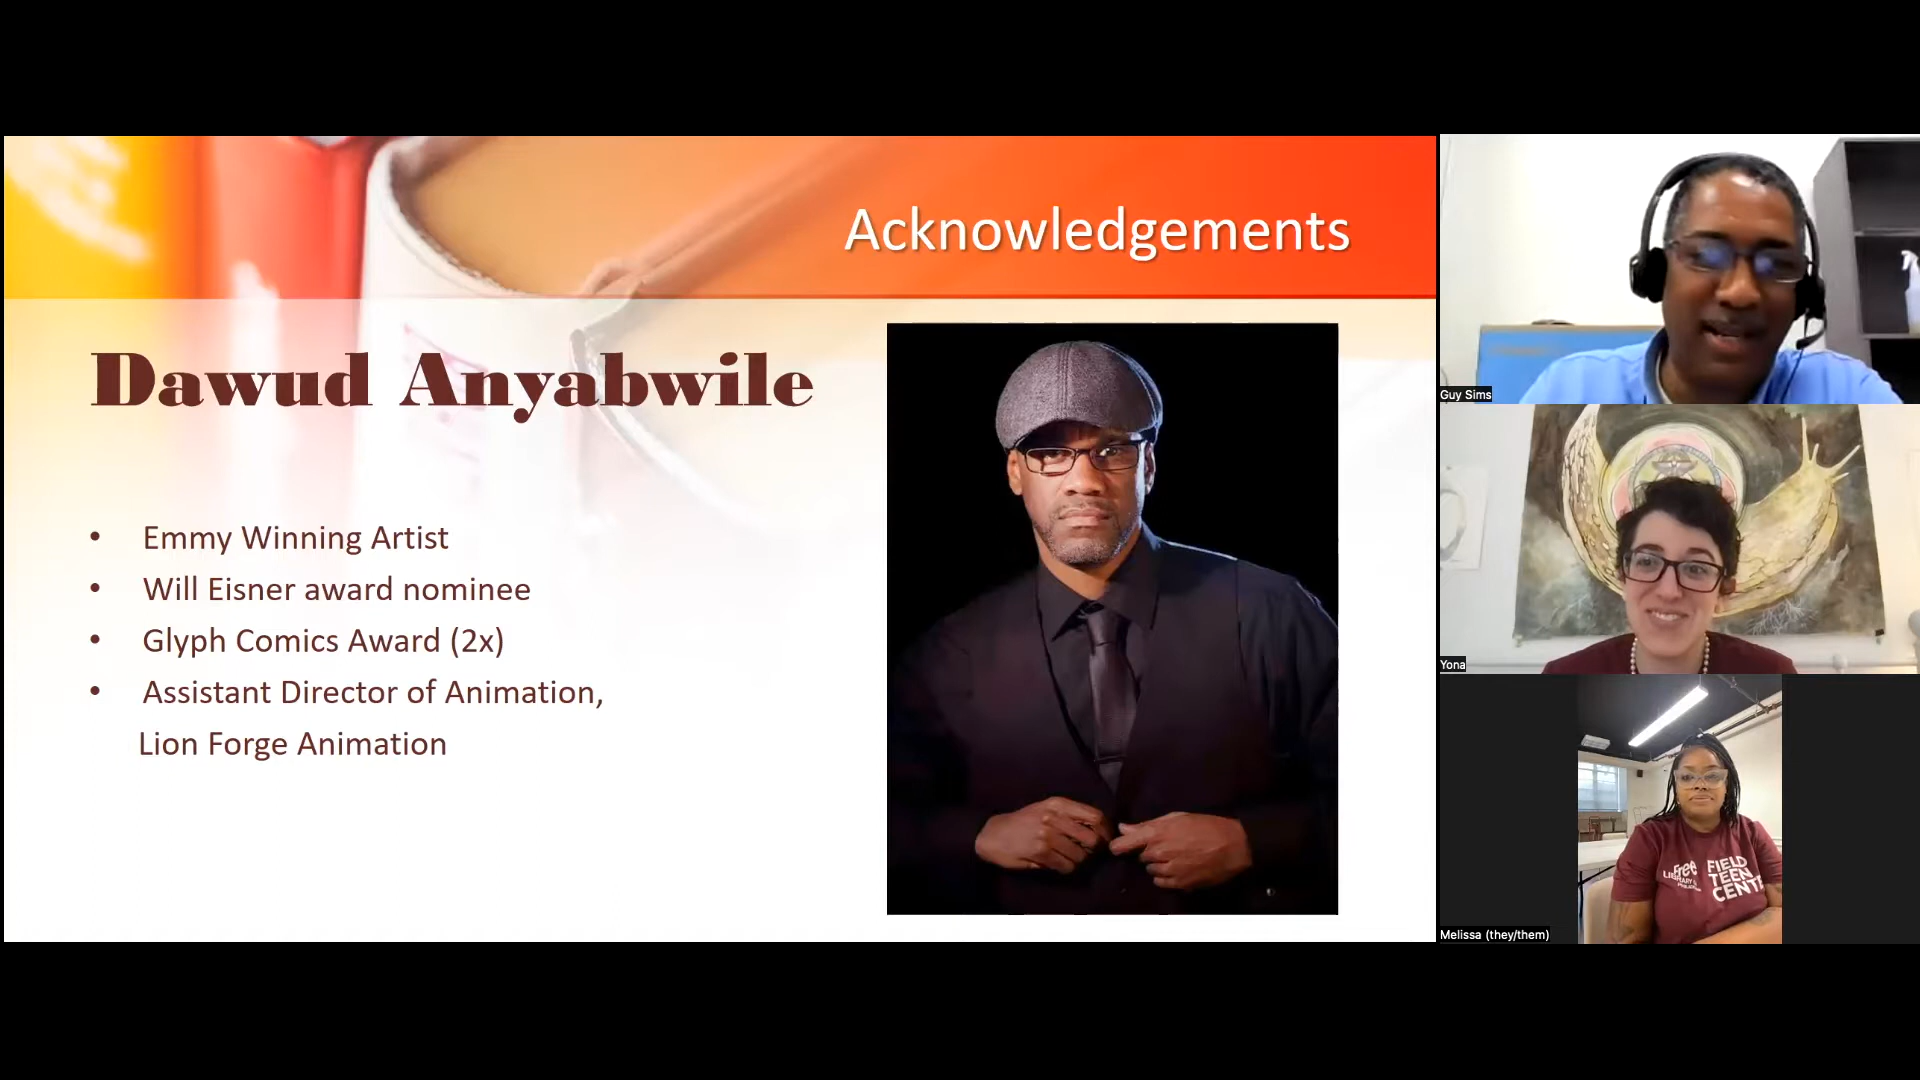 Acknowledgements
Dawud Anyabwile
• Emmy Winning Artist
• Will Eisner award nominee
• Glyph Comics Award (2x)
• Assistant Director of Animation,
Lion Forge Animation
Guy Sims
Yona
Free
FIELD
TEEN
Melissa (they/them)